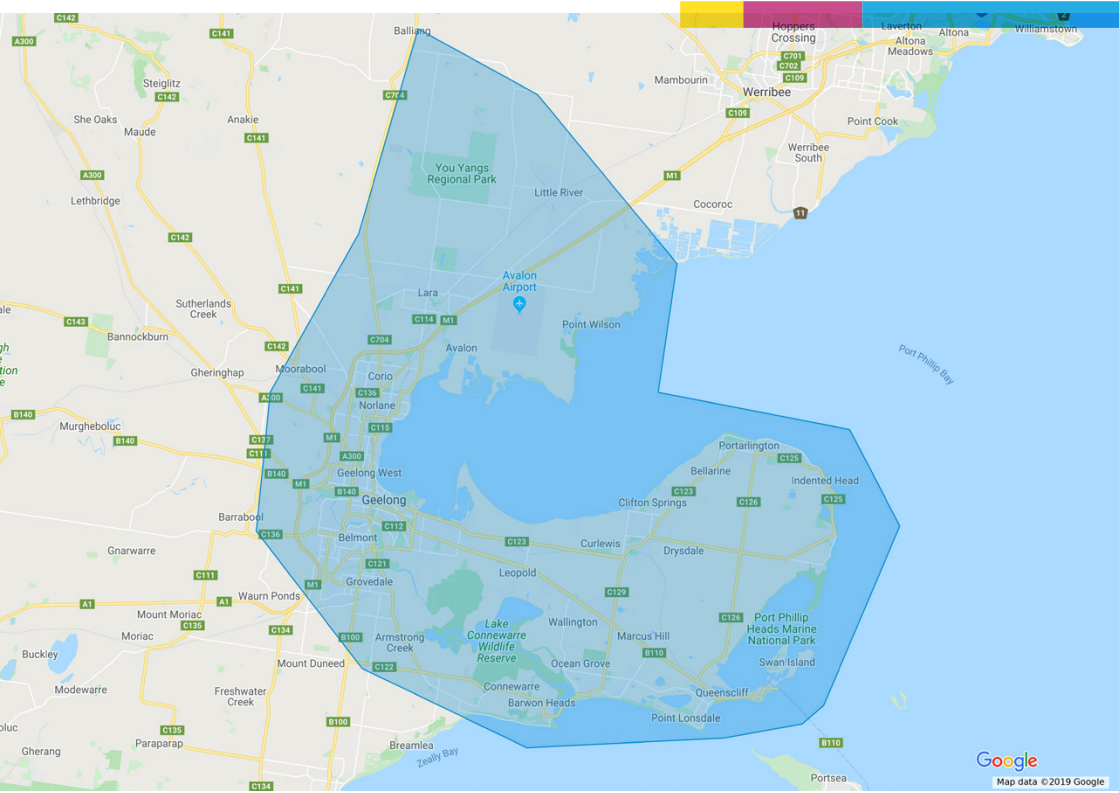 C142
A300
C141
Balliang
Hoppers
Crossing
Laverton
2
Altona
Williamstown
Altona
Meadows
C701
C702
C109
Steiglitz
C142
C704
Mambourin
Werribee
C109
She Oaks
Maude
Anakie
C141
Point Cook
Werribee
South
A300
You Yangs
Regional Park
M1
Lethbridge
Little River
Cocoroc
11
C142
Avalon
Airport
C141
Lara
Sutherlands
Creek
C143
C114
M1
Point Wilson
Bannockburn
C704
C142
Avalon
Port Phillip Bay
Gheringhap
Moorabool
Corio
C141
C136
A300
Norlane
B140
Murgheboluc
B140
C115
C137
C111
M1
A300
Portarlington
C125
B140
Geelong West
M1
B140
Bellarine
Indented Head
C123
C125
Geelong
Clifton Springs
C126
Barrabool
C136
C112
Belmont
C123
Curlewis
Drysdale
Gnarwarre
C121
C111
Leopold
M1
Grovedale
C129
A1
A1
Waurn Ponds
Mount Moriac
C135
C134
Moriac
Lake
Connewarre
Wildlife
Reserve
Wallington
C126
Port Phillip
Heads Marine
National Park
B100
Armstrong
Creek
Marcus Hill
B110
Buckley
Mount Duneed
C122
Ocean Grove
Swan Island
Modewarre
Freshwater
Creek
Connewarre
Barwon Heads
Queenscliff
Point Lonsdale
B100
C135
Paraparap
Gherang
Breamlea
Zeally Bay
B110
C134
Portsea
Google
Map data ©2019 Google